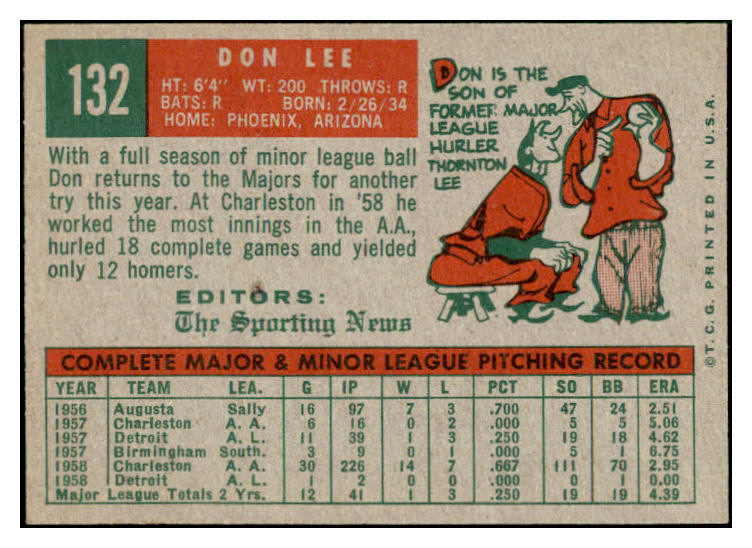 132
DON LEE
HT: 6'4" WT: 200 THROWS: R
BATS: R BORN: 2/26/34
HOME: PHOENIX, ARIZONA
With a full season of minor league ball
Don returns to the Majors for another
try this year. At Charleston in '58 he
worked the most innings in the A.A.,
hurled 18 complete games and yielded
only 12 homers.
EDITORS:
The Sporting News
DON IS THE
SON OF
FORMER MAJOR
LEAGUE
HURLER
THORNTON
LEE
© T. C. G. PRINTED IN U.S.A.
COMPLETE MAJOR & MINOR LEAGUE PITCHING RECORD
YEAR TEAM LEA. G IP W L PCT SO BB ERA
1956 Augusta Sally 16 97 7 3 .700 47 24 2.51
1957 Charleston A. A. 6 16 0 2 .000 5 5 5.06
1957 Detroit A. L. 11 39 1 3 .250 19 18 4.62
1957 Birmingham South. 3 9 0 0 .000 5 1 6.75
1958 Charleston A. A. 30 226 14 7 .667 111 70 2.95
1958 Detroit A. L. 1 2 0 0 .000 0 1 0.00
Major League Totals 2 Yrs. 12 41 1 3 .250 19 19 4.39